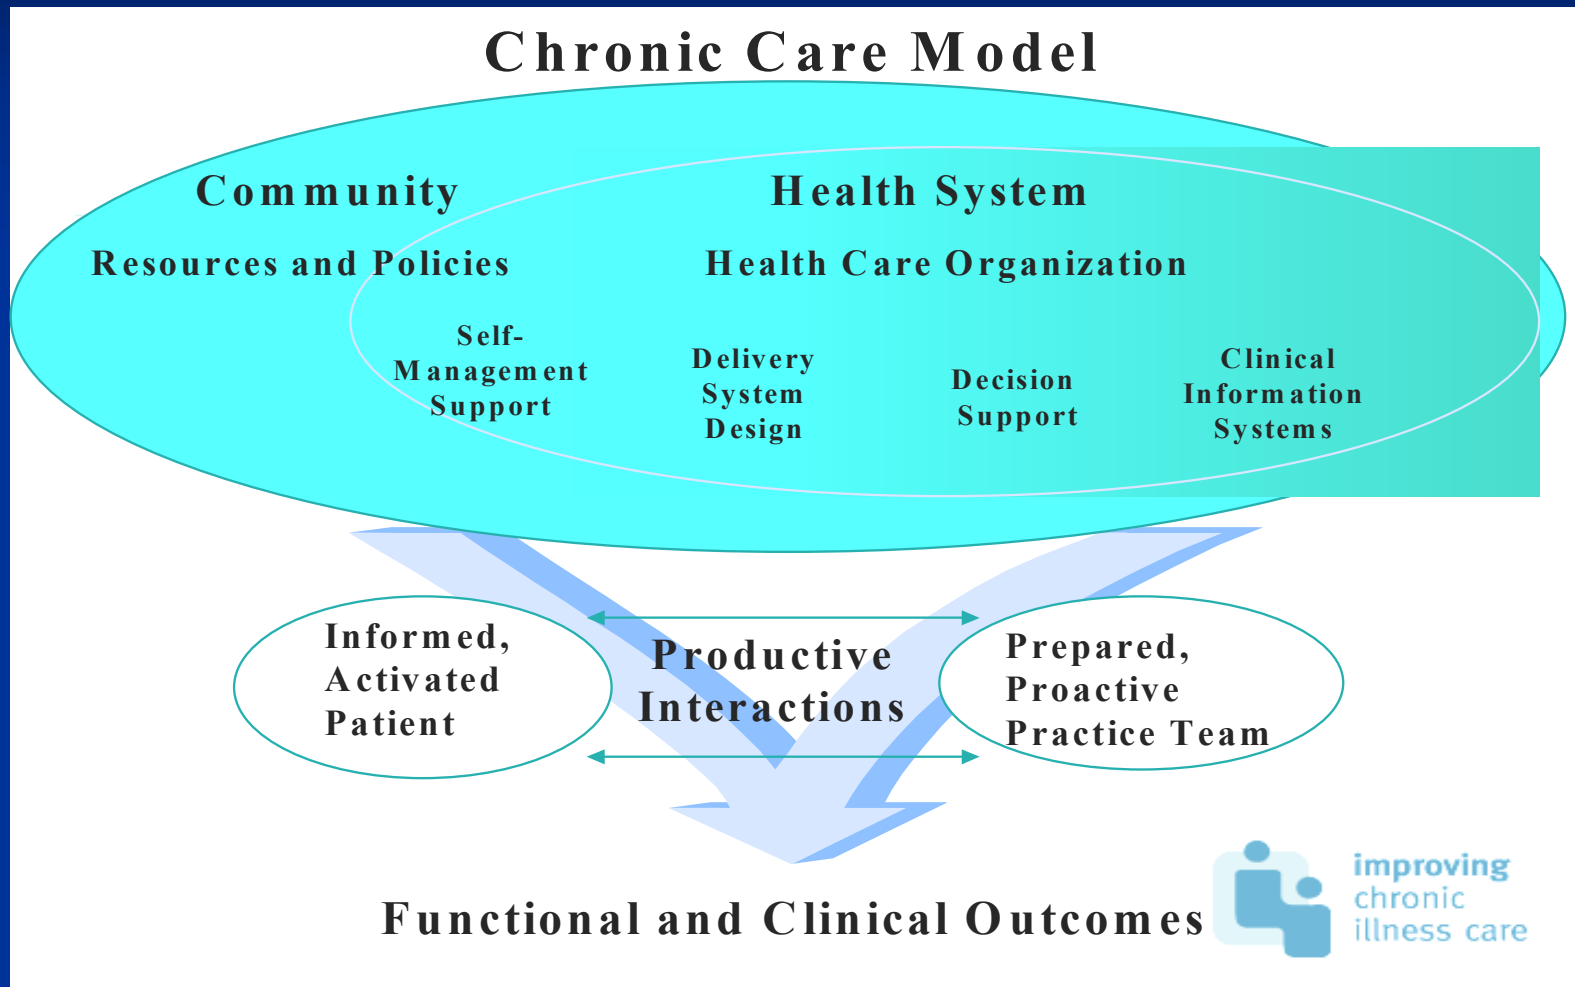 Chronic Care Model
Community
Health System
Resources and Policies
Health Care Organization
Self-
Management
Support
Delivery
System
Design
Decision
Support
Clinical
Information
Systems
Informed,
Activated
Patient
Productive
Interactions
Prepared,
Proactive
Practice Team
Functional and Clinical Outcomes
improving
chronic
illness care